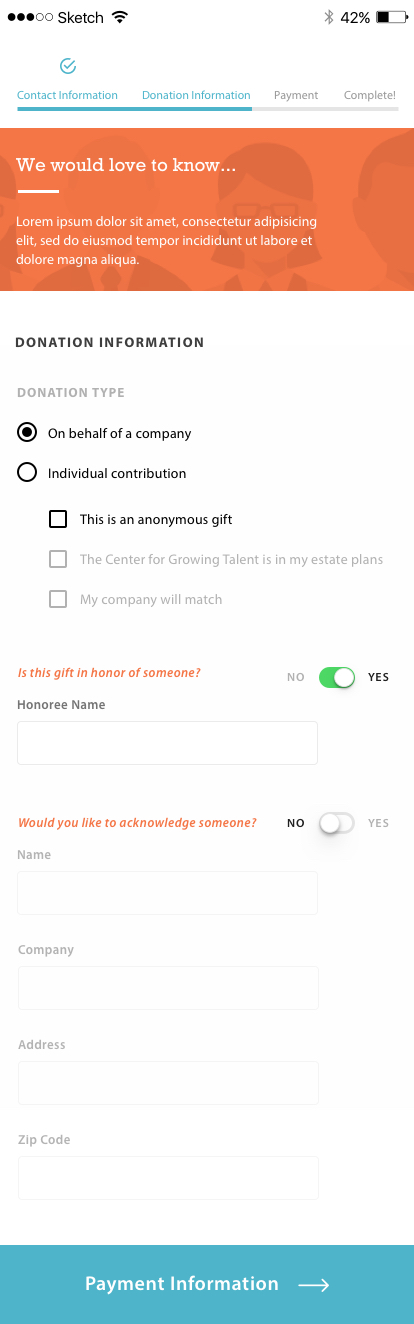 Sketch 42%
Contact Information Donation Information Payment Complete!
We would love to know...
Lorem ipsum dolor sit amet, consectetur adipisicing
elit, sed do eiusmod tempor incididunt ut labore et
dolore magna aliqua.
DONATION INFORMATION
DONATION TYPE
On behalf of a company
Individual contribution
This is an anonymous gift
The Center for Growing Talent is in my estate plans
My company will match
Is this gift in honor of someone? NO YES
Honoree Name
Would you like to acknowledge someone? NO YES
Name
Company
Address
Zip Code
Payment Information